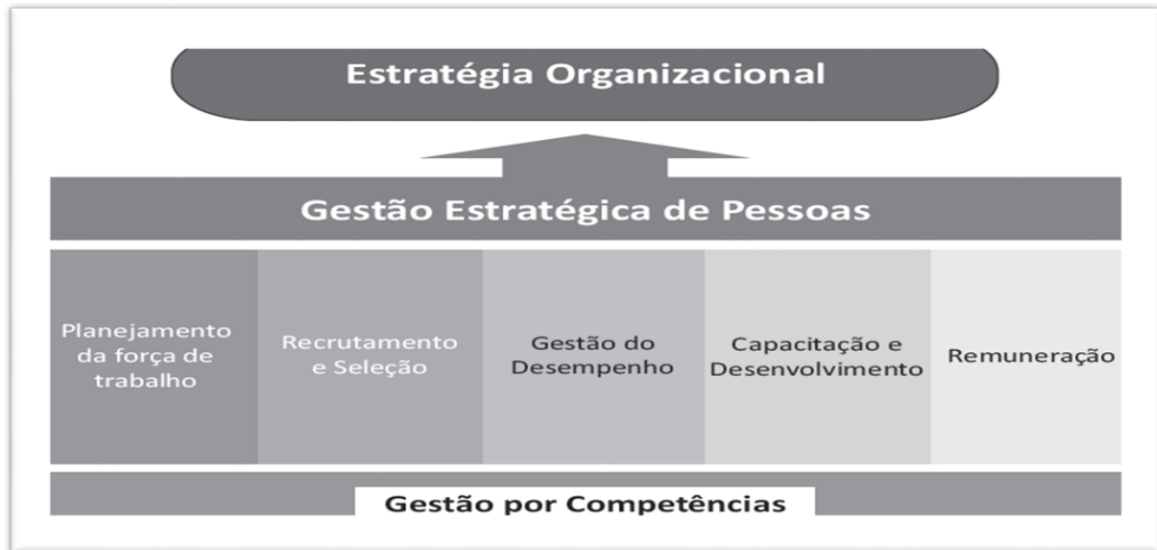 Estratégia Organizacional
Gestão Estratégica de Pessoas
Planejamento
da força de
trabalho
Recrutamento
e Seleção
Gestão do
Desempenho
Capacitação e
Desenvolvimento
Remuneração
Gestão por Competências